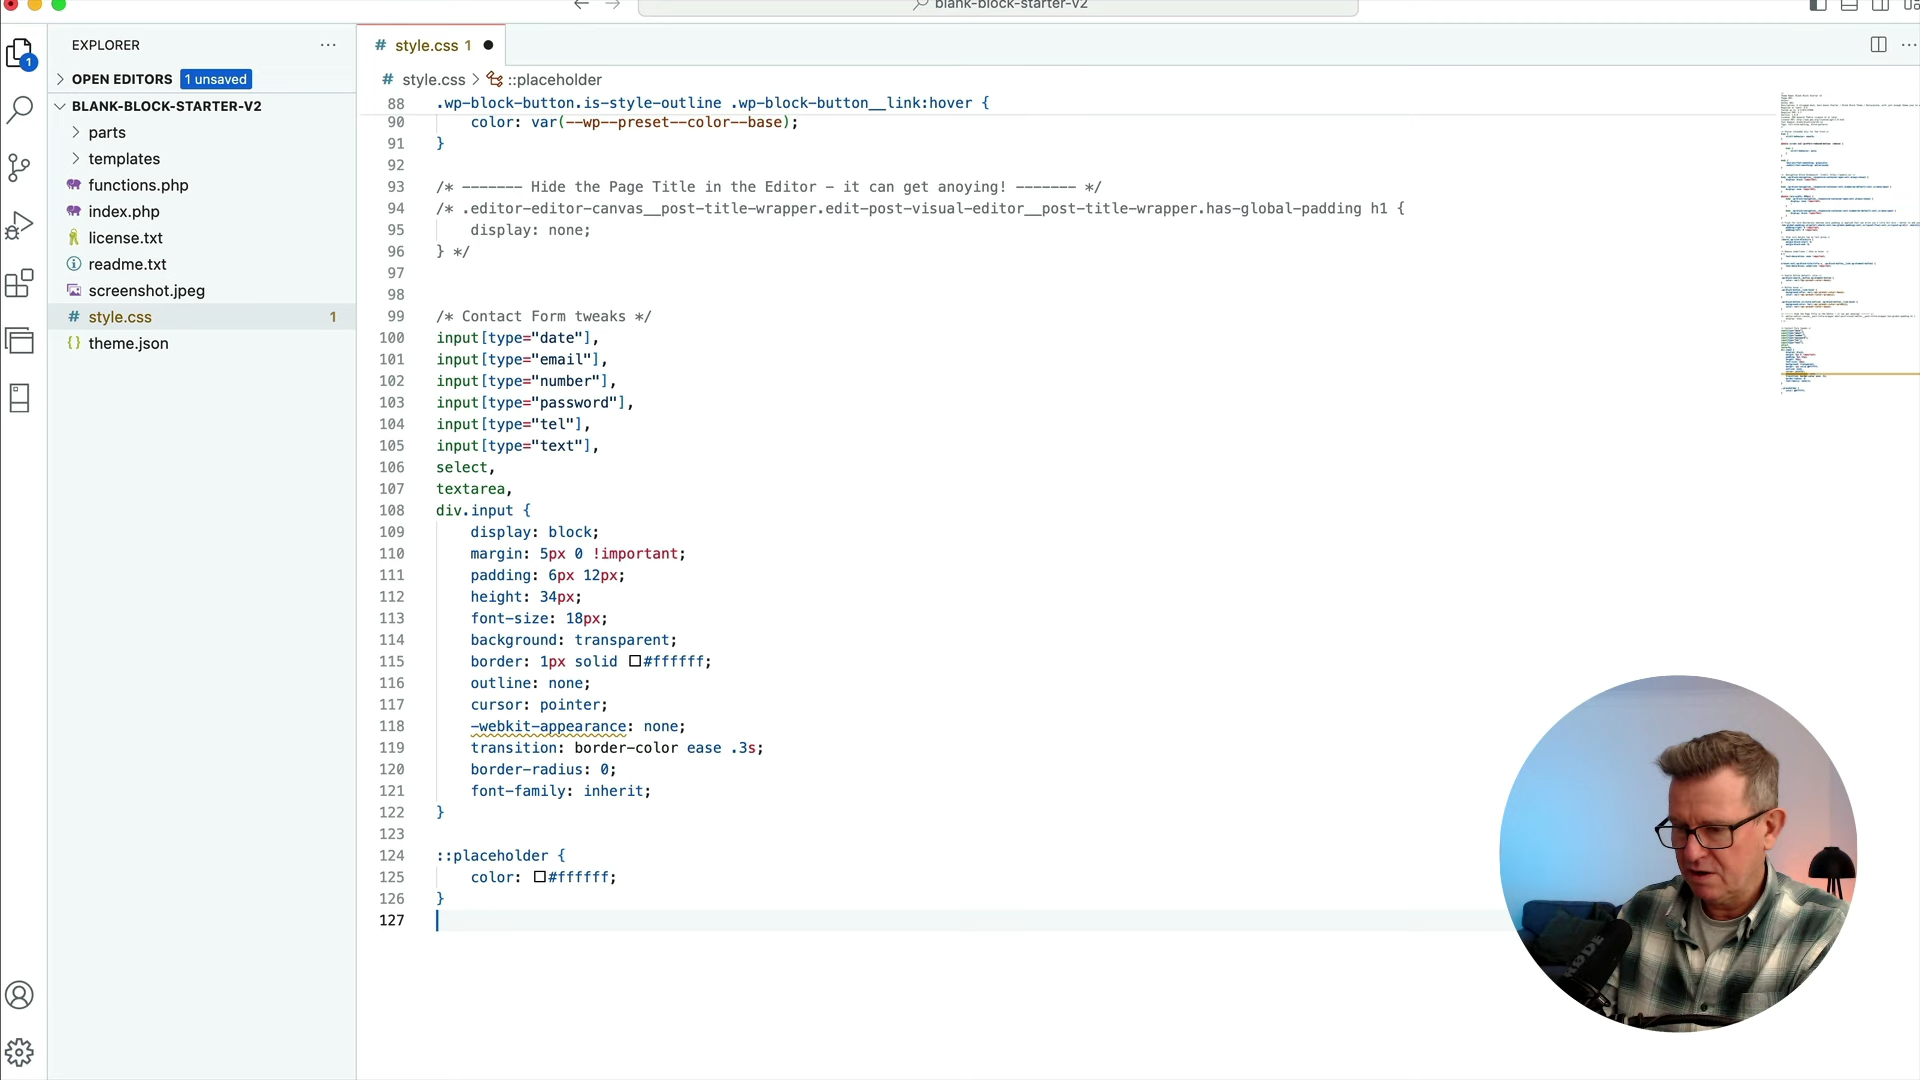 blank-block-starter-v2
EXPLORER
style.css 1
OPEN EDITORS 1 unsaved
BLANK-BLOCK-STARTER-V2
parts
templates
functions.php
index.php
license.txt
readme.txt
screenshot.jpeg
style.css 1
theme.json
1
style.css > ::placeholder
88 .wp-block-button.is-style-outline .wp-block-button__link:hover {
90 color: var(--wp--preset--color--base);
91 }
92
93 /* ------- Hide the Page Title in the Editor - it can get anoying! ------- */
94 /* .editor-editor-canvas__post-title-wrapper.edit-post-visual-editor__post-title-wrapper.has-global-padding h1 {
95 display: none;
96 } */
97
98
99 /* Contact Form tweaks */
100 input[type="date"],
101 input[type="email"],
102 input[type="number"],
103 input[type="password"],
104 input[type="tel"],
105 input[type="text"],
106 select,
107 textarea,
108 div.input {
109 display: block;
110 margin: 5px 0 !important;
111 padding: 6px 12px;
112 height: 34px;
113 font-size: 18px;
114 background: transparent;
115 border: 1px solid #ffffff;
116 outline: none;
117 cursor: pointer;
118 -webkit-appearance: none;
119 transition: border-color ease .3s;
120 border-radius: 0;
121 font-family: inherit;
122 }
123
124 ::placeholder {
125 color: #ffffff;
126 }
127
RØDE